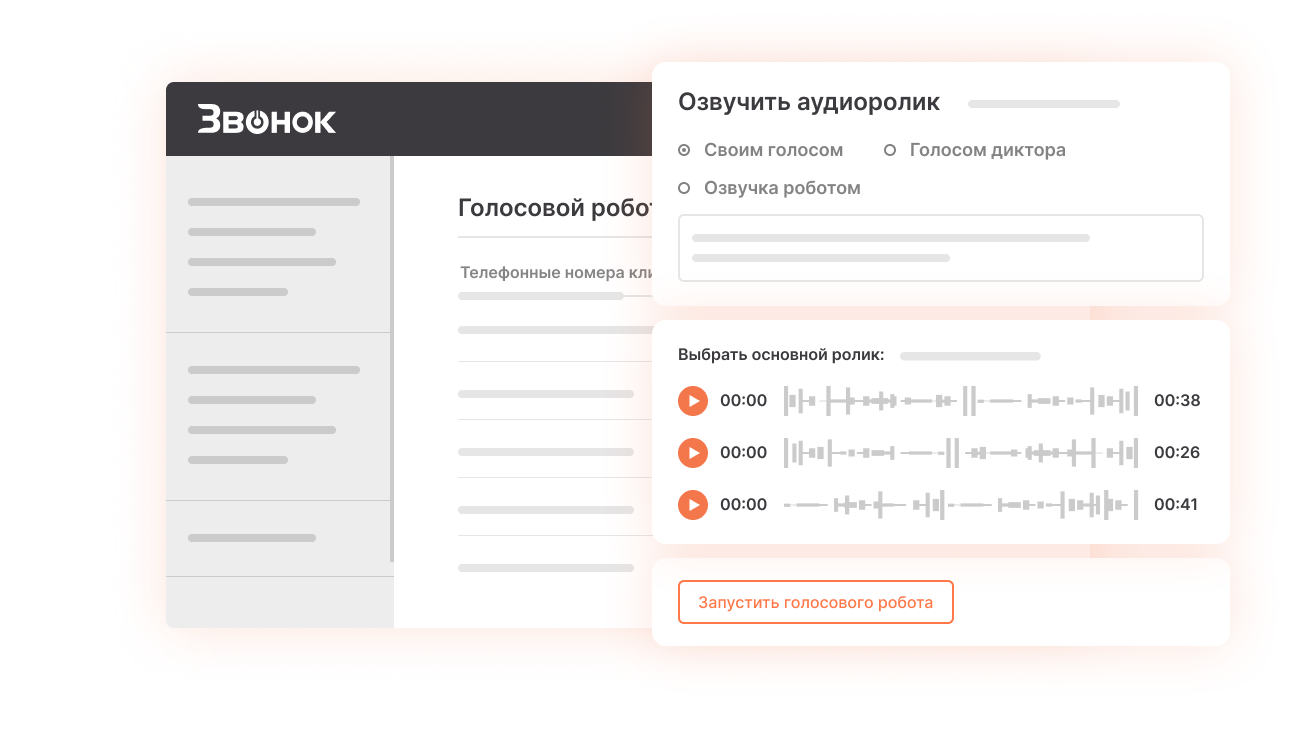 Звонок
Голосовой робот
Телефонные номера кли
Озвучить аудиоролик
Своим голосом
Голосом диктора
Озвучка роботом
Выбрать основной ролик:
00:00 00:38
00:00 00:26
00:00 00:41
Запустить голосового робота